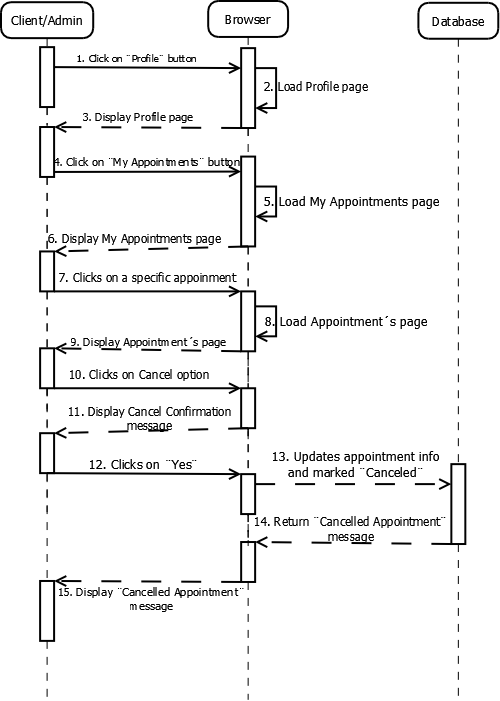 Client/Admin
Browser
Database
1. Click on ¨Profile¨ button
2. Load Profile page
3. Display Profile page
4. Click on ¨My Appointments¨ button
5. Load My Appointments page
6. Display My Appointments page
7. Clicks on a specific appoinment
8. Load Appointment´s page
9. Display Appointment´s page
10. Clicks on Cancel option
11. Display Cancel Confirmation
message
12. Clicks on ¨Yes¨
13. Updates appointment info
and marked ¨Canceled¨
14. Return ¨Cancelled Appointment¨
message
15. Display ¨Cancelled Appointment¨
message